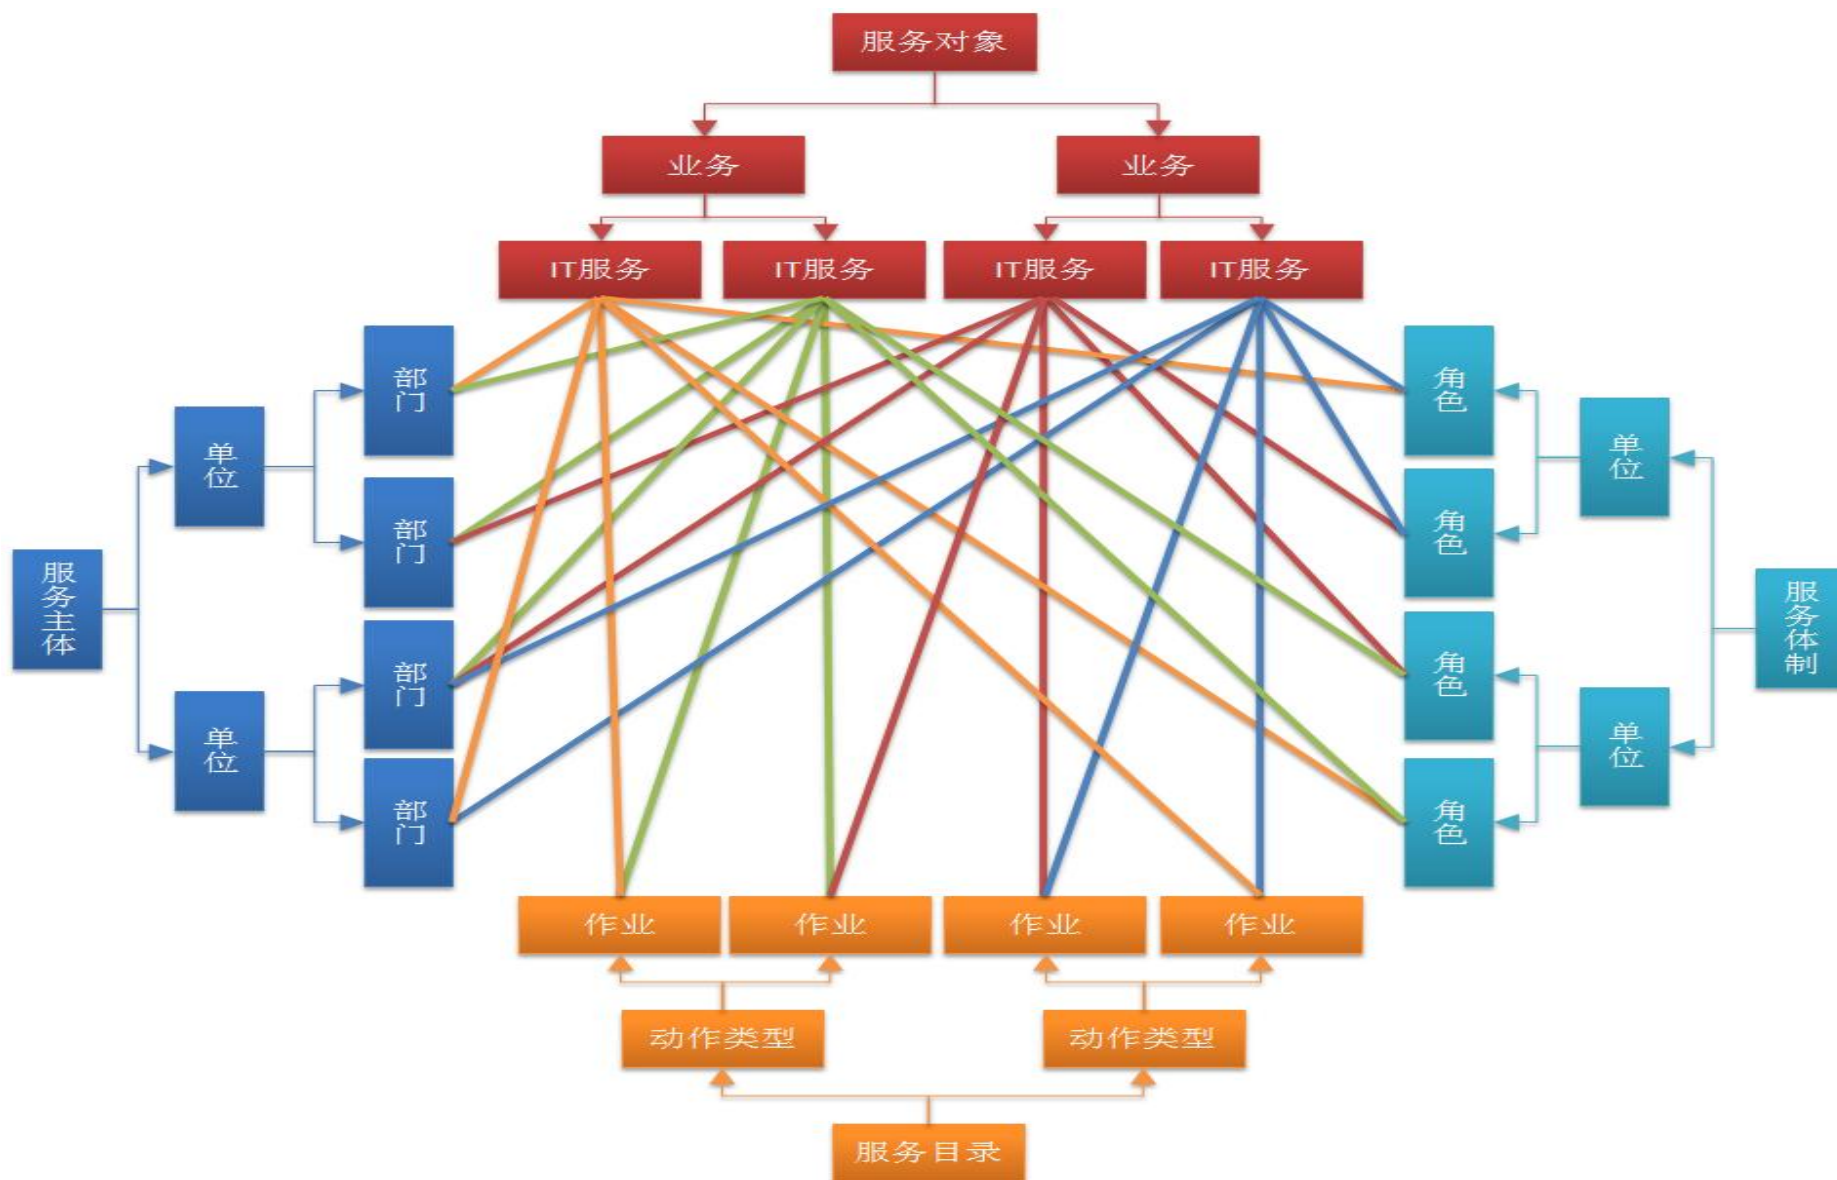 服务对象
业务
业务
IT服务
IT服务
IT服务
IT服务
服务主体
单位
单位
部门
部门
部门
部门
角色
角色
角色
角色
单位
单位
服务体制
作业
作业
作业
作业
动作类型
动作类型
服务目录